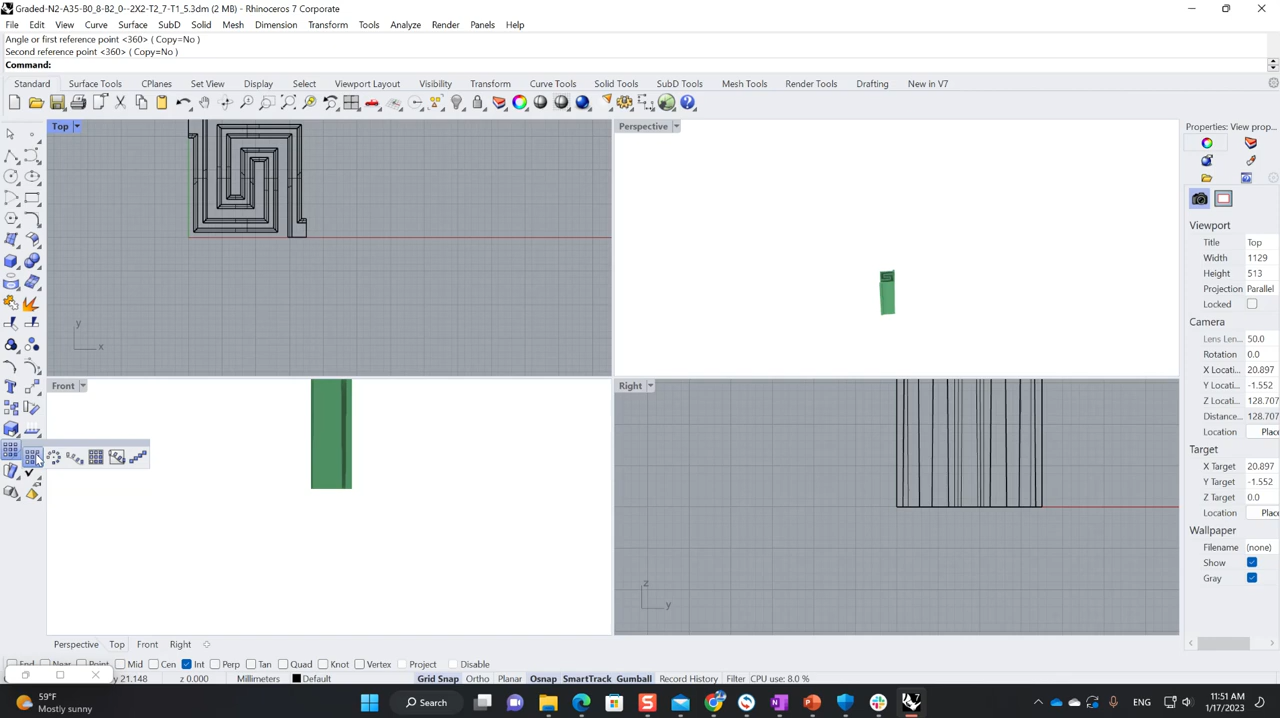 Graded-N2-A35-B0_8-B2_0--2X2-T2_7-T1_5.3dm (2 MB) - Rhinoceros 7 Corporate
File Edit View Curve Surface SubD Solid Mesh Dimension Transform Tools Analyze Render Panels Help
Angle or first reference point <360> ( Copy=No )
Second reference point <360> ( Copy=No )
Command:
Standard Surface Tools CPlanes Set View Display Select Viewport Layout Visibility Transform Curve Tools Solid Tools SubD Tools Mesh Tools Render Tools Drafting New in V7
Top Perspective Properties: View prop...
Viewport
Title Top
Width 1129
Height 513
Projection Parallel
Locked
Camera
Lens Len... 50.0
Rotation 0.0
X Locati... 20.897
Y Locati... -1.552
Z Locati... 128.707
Distance... 128.707
Location Place
Target
X Target 20.897
Y Target -1.552
Z Target 0.0
Location Place
Wallpaper
Filename (none)
Show
Gray
y
x
Front Right
z
y
Perspective Top Front Right
End Near Point Mid Cen Int Perp Tan Quad Knot Vertex Project Disable
21.148 z 0.000 Millimeters Default Grid Snap Ortho Planar Osnap SmartTrack Gumball Record History Filter CPU use: 8.0 %
59°F
Mostly sunny
Search
ENG
11:51 AM
1/17/2023